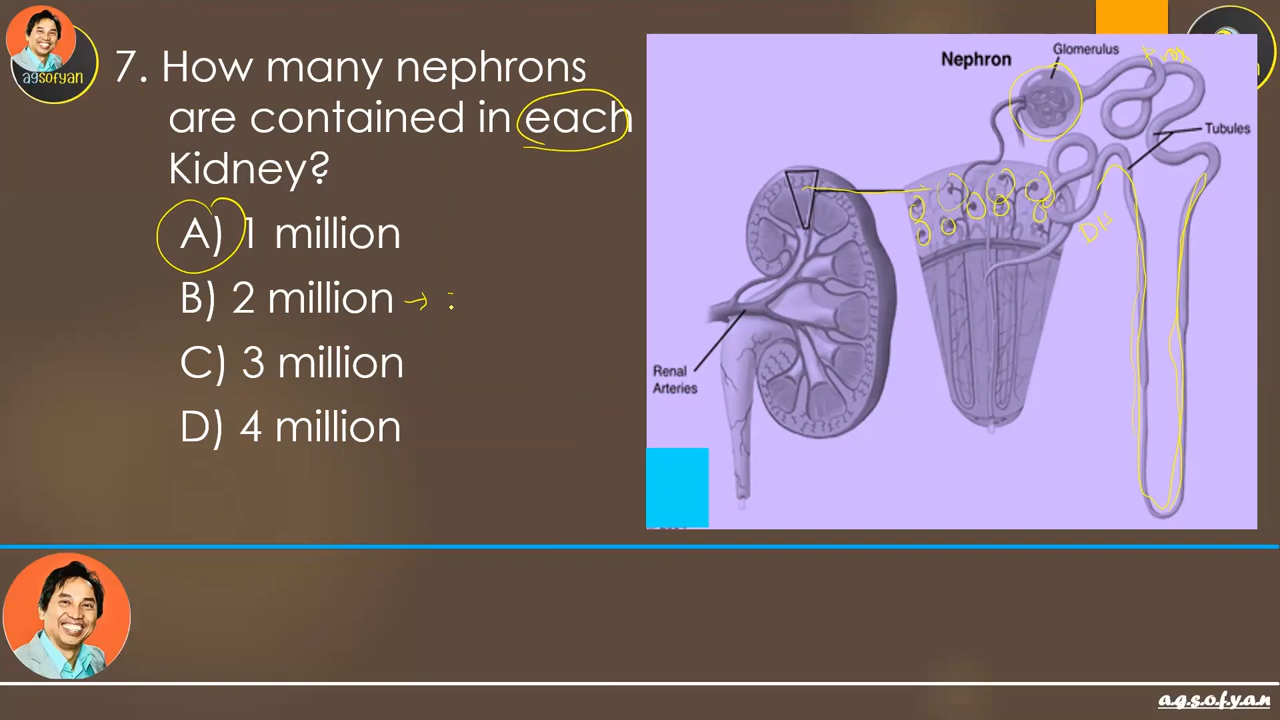 agsofyan
7. How many nephrons
are contained in each
Kidney?
A) 1 million
B) 2 million →
C) 3 million
D) 4 million
Nephron
Glomerulus
Tubules
DIS
Renal
Arteries
a.g.s.o.f.y.a.n